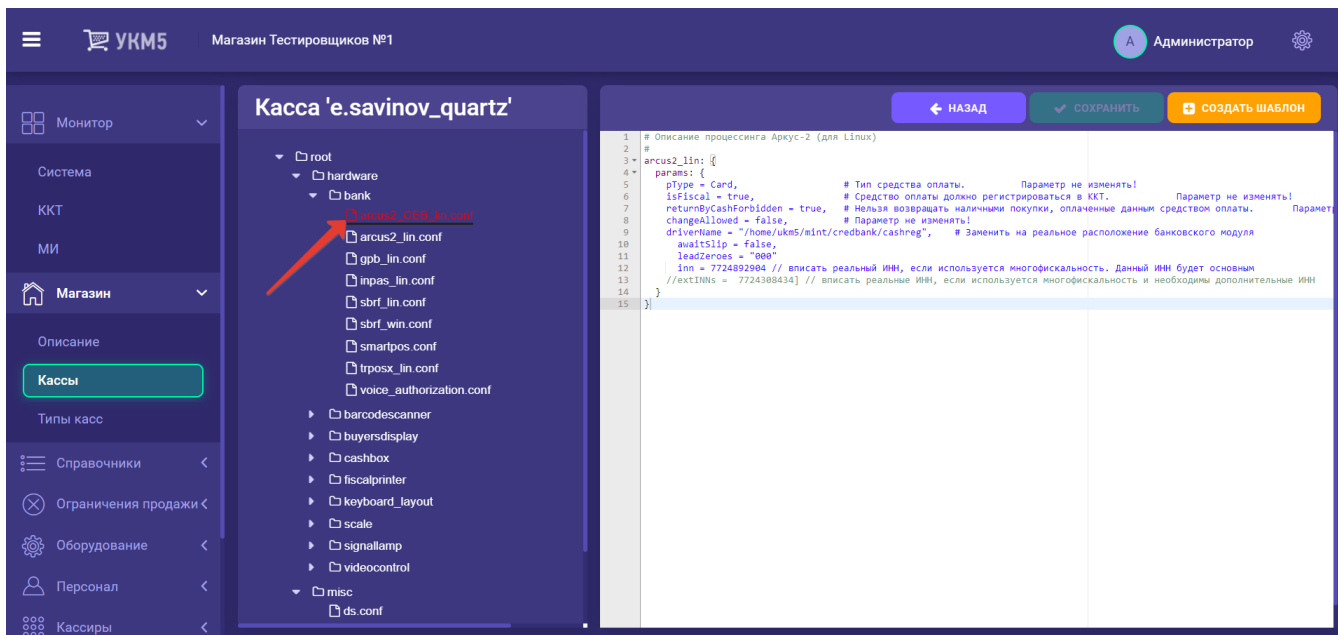 УКМ5
Магазин Тестировщиков №1
А
Администратор
Монитор
Система
ККТ
МИ
Магазин
Описание
Кассы
Типы касс
Справочники
Ограничения продажи
Оборудование
Персонал
Кассиры
Касса 'e.savinov_quartz'
root
hardware
bank
arcus2_lin.conf
gpb_lin.conf
inpas_lin.conf
sbrf_lin.conf
sbrf_win.conf
smartpos.conf
trposx_lin.conf
voice_authorization.conf
barcodescanner
buyersdisplay
cashbox
fiscalprinter
keyboard_layout
scale
signallamp
videocontrol
misc
ds.conf
НАЗАД
СОХРАНИТЬ
СОЗДАТЬ ШАБЛОН
1 # Описание процессинга Аркус-2 (для Linux)
2 #
3 arcus2_lin: {
4 params: {
5 pType = Card, # Тип средства оплаты. Параметр не изменять!
6 isFiscal = true, # Средство оплаты должно регистрироваться в ККТ. Параметр не изменять!
7 returnByCashForbidden = true, # Нельзя возвращать наличными покупки, оплаченные данным средством оплаты. Парамет
8 changeAllowed = false, # Параметр не изменять!
9 driverName = "/home/ukm5/mint/credbank/cashreg", # Заменить на реальное расположение банковского модуля
10 awaitSlip = false,
11 leadZeroes = "000"
12 inn = 7724892904 // вписать реальный ИНН, если используется многофискальность. Данный ИНН будет основным
13 //extINNs = 7724308434] // вписать реальные ИНН, если используется многофискальность и необходимы дополнительные ИНН
14 }
15 }